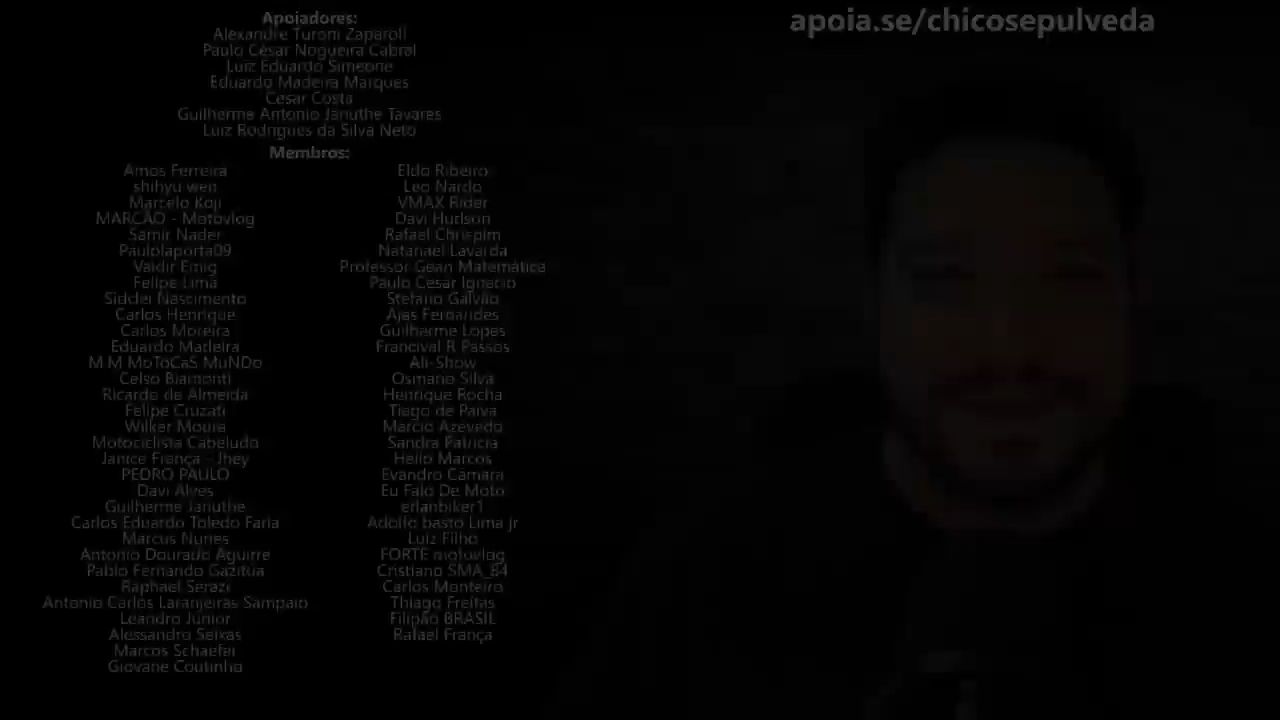 Apoiadores:
Alexandre Turoni Zaparoli
Paulo César Nogueira Cabral
Luiz Eduardo Simeone
Eduardo Madeira Marques
Cesar Costa
Guilherme Antonio Januthe Tavares
Luiz Rodrigues da Silva Neto
Membros:
Amos Ferreira
shihyu wen
Marcelo Koji
MARCÃO - Motovlog
Samir Nader
Paulolaporta09
Valdir Emig
Felipe Lima
Sidclei Nascimento
Carlos Henrique
Carlos Moreira
Eduardo Madeira
M M MoToCaS MuNDo
Celso Biamonti
Ricardo de Almeida
Felipe Cruzati
Wilker Moura
Motociclista Cabeludo
Janice França - Jhey
PEDRO PAULO
Davi Alves
Guilherme Januthe
Carlos Eduardo Toledo Faria
Marcus Nunes
Antonio Dourado Aguirre
Pablo Fernando Gazitua
Raphael Serazi
Antonio Carlos Laranjeiras Sampaio
Leandro Junior
Alessandro Seixas
Marcos Schaefer
Giovane Coutinho
Eldo Ribeiro
Leo Nardo
VMAX Rider
Davi Hudson
Rafael Chrispim
Natanael Lavarda
Professor Gean Matemática
Paulo Cesar Ignacio
Stefano Galvão
Ajas Fernandes
Guilherme Lopes
Francival R Passos
Ali-Show
Osmano Silva
Henrique Rocha
Tiago de Paiva
Marcio Azevedo
Sandra Patricia
Helio Marcos
Evandro Camara
Eu Falo De Moto
erlanbiker1
Adolfo basto Lima jr
Luiz Filho
FORTE motovlog
Cristiano SMA_84
Carlos Monteiro
Thiago Freitas
Filipão BRASIL
Rafael França
apoia.se/chicosepulveda